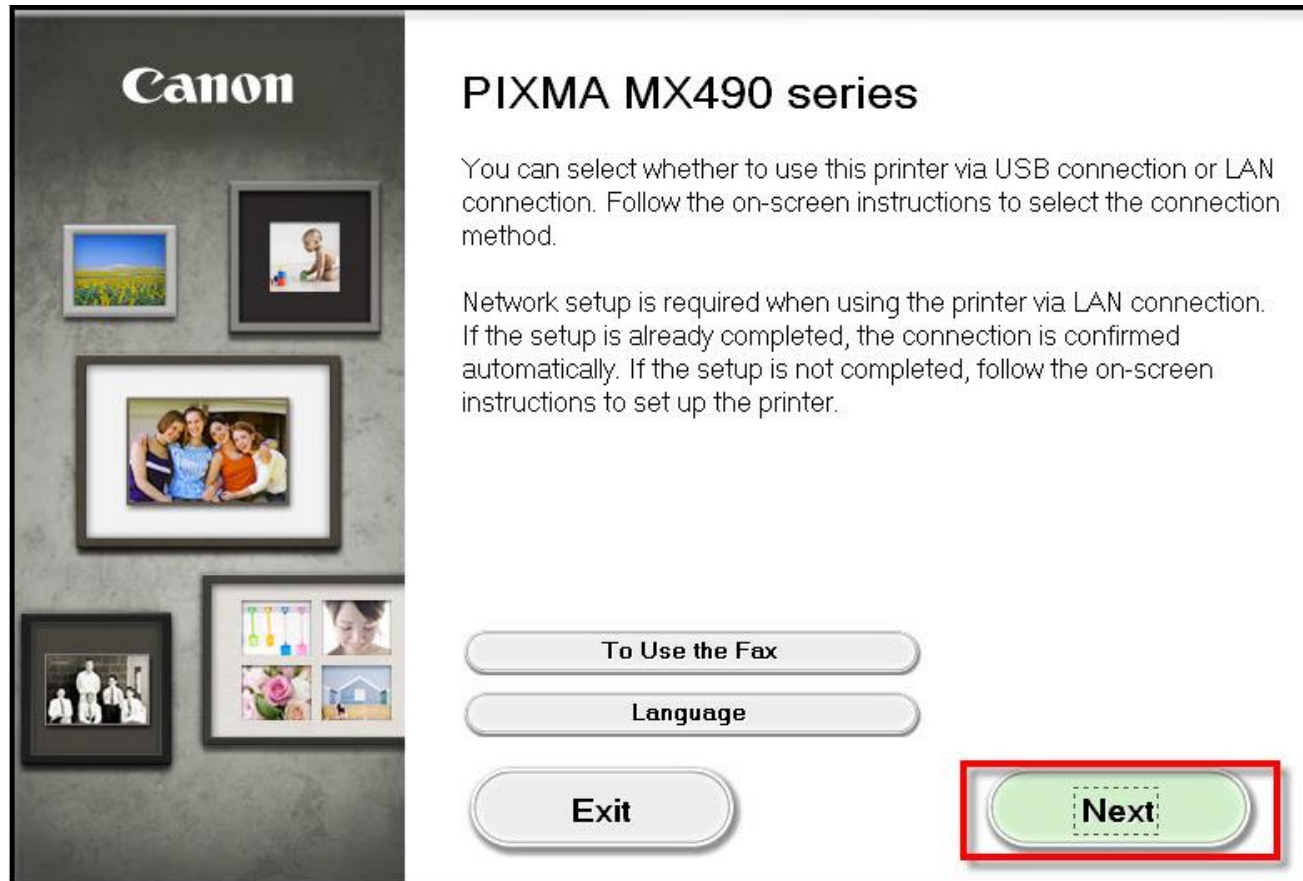 Canon
PIXMA MX490 series
You can select whether to use this printer via USB connection or LAN
connection. Follow the on-screen instructions to select the connection
method.
Network setup is required when using the printer via LAN connection.
If the setup is already completed, the connection is confirmed
automatically. If the setup is not completed, follow the on-screen
instructions to set up the printer.
To Use the Fax
Language
Exit
Next